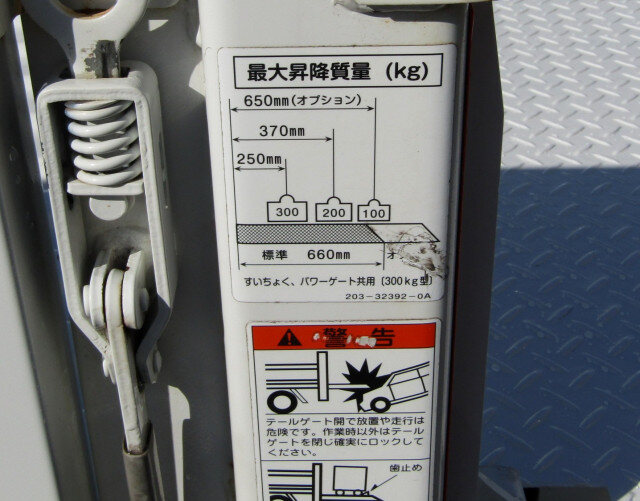 最大昇降質量 (kg)
650mm(オプション)
370mm
250mm
300 200 100
標準 660mm オ
すいちょく、パワーゲート共用〔300kg型〕
203-32392-0A
警告
テールゲート開で放置や走行は
危険です。作業時以外はテール
ゲートを閉じ確実にロックして
ください。
歯止め